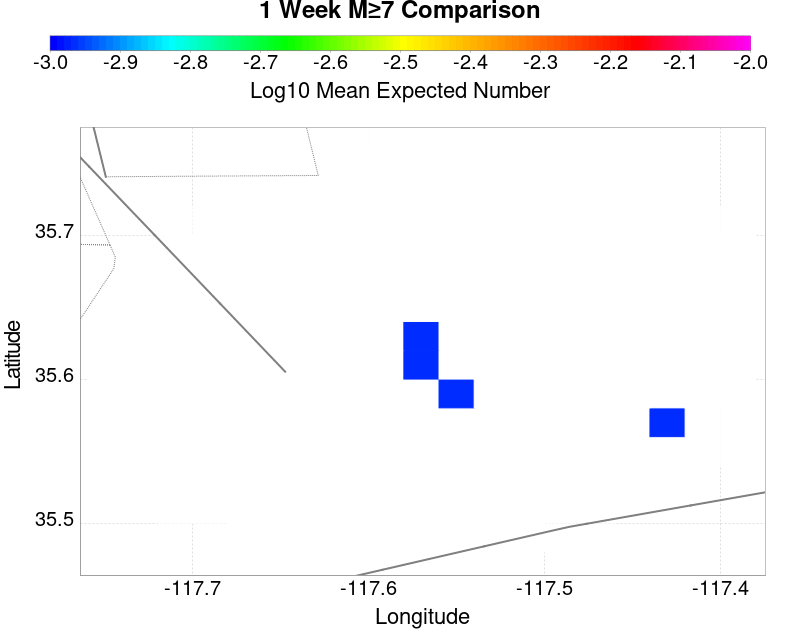 1 Week M≥7 Comparison
-3.0 -2.9 -2.8 -2.7 -2.6 -2.5 -2.4 -2.3 -2.2 -2.1 -2.0
Log10 Mean Expected Number
35.7
35.6
35.5
Latitude
-117.7 -117.6 -117.5 -117.4
Longitude